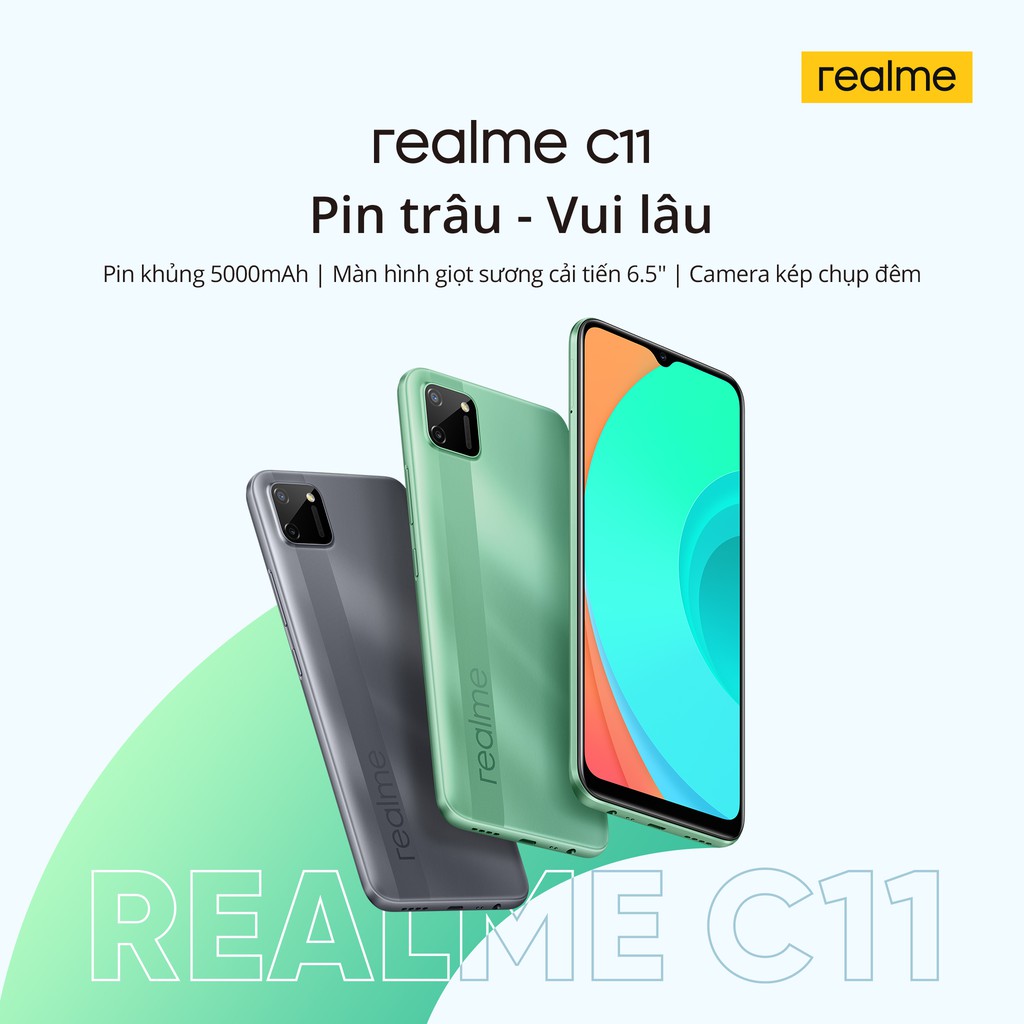 realme
realme C11
Pin trâu - Vui lâu
Pin khủng 5000mAh | Màn hình giọt sương cải tiến 6.5" | Camera kép chụp đêm
realme
realme
REALME C11